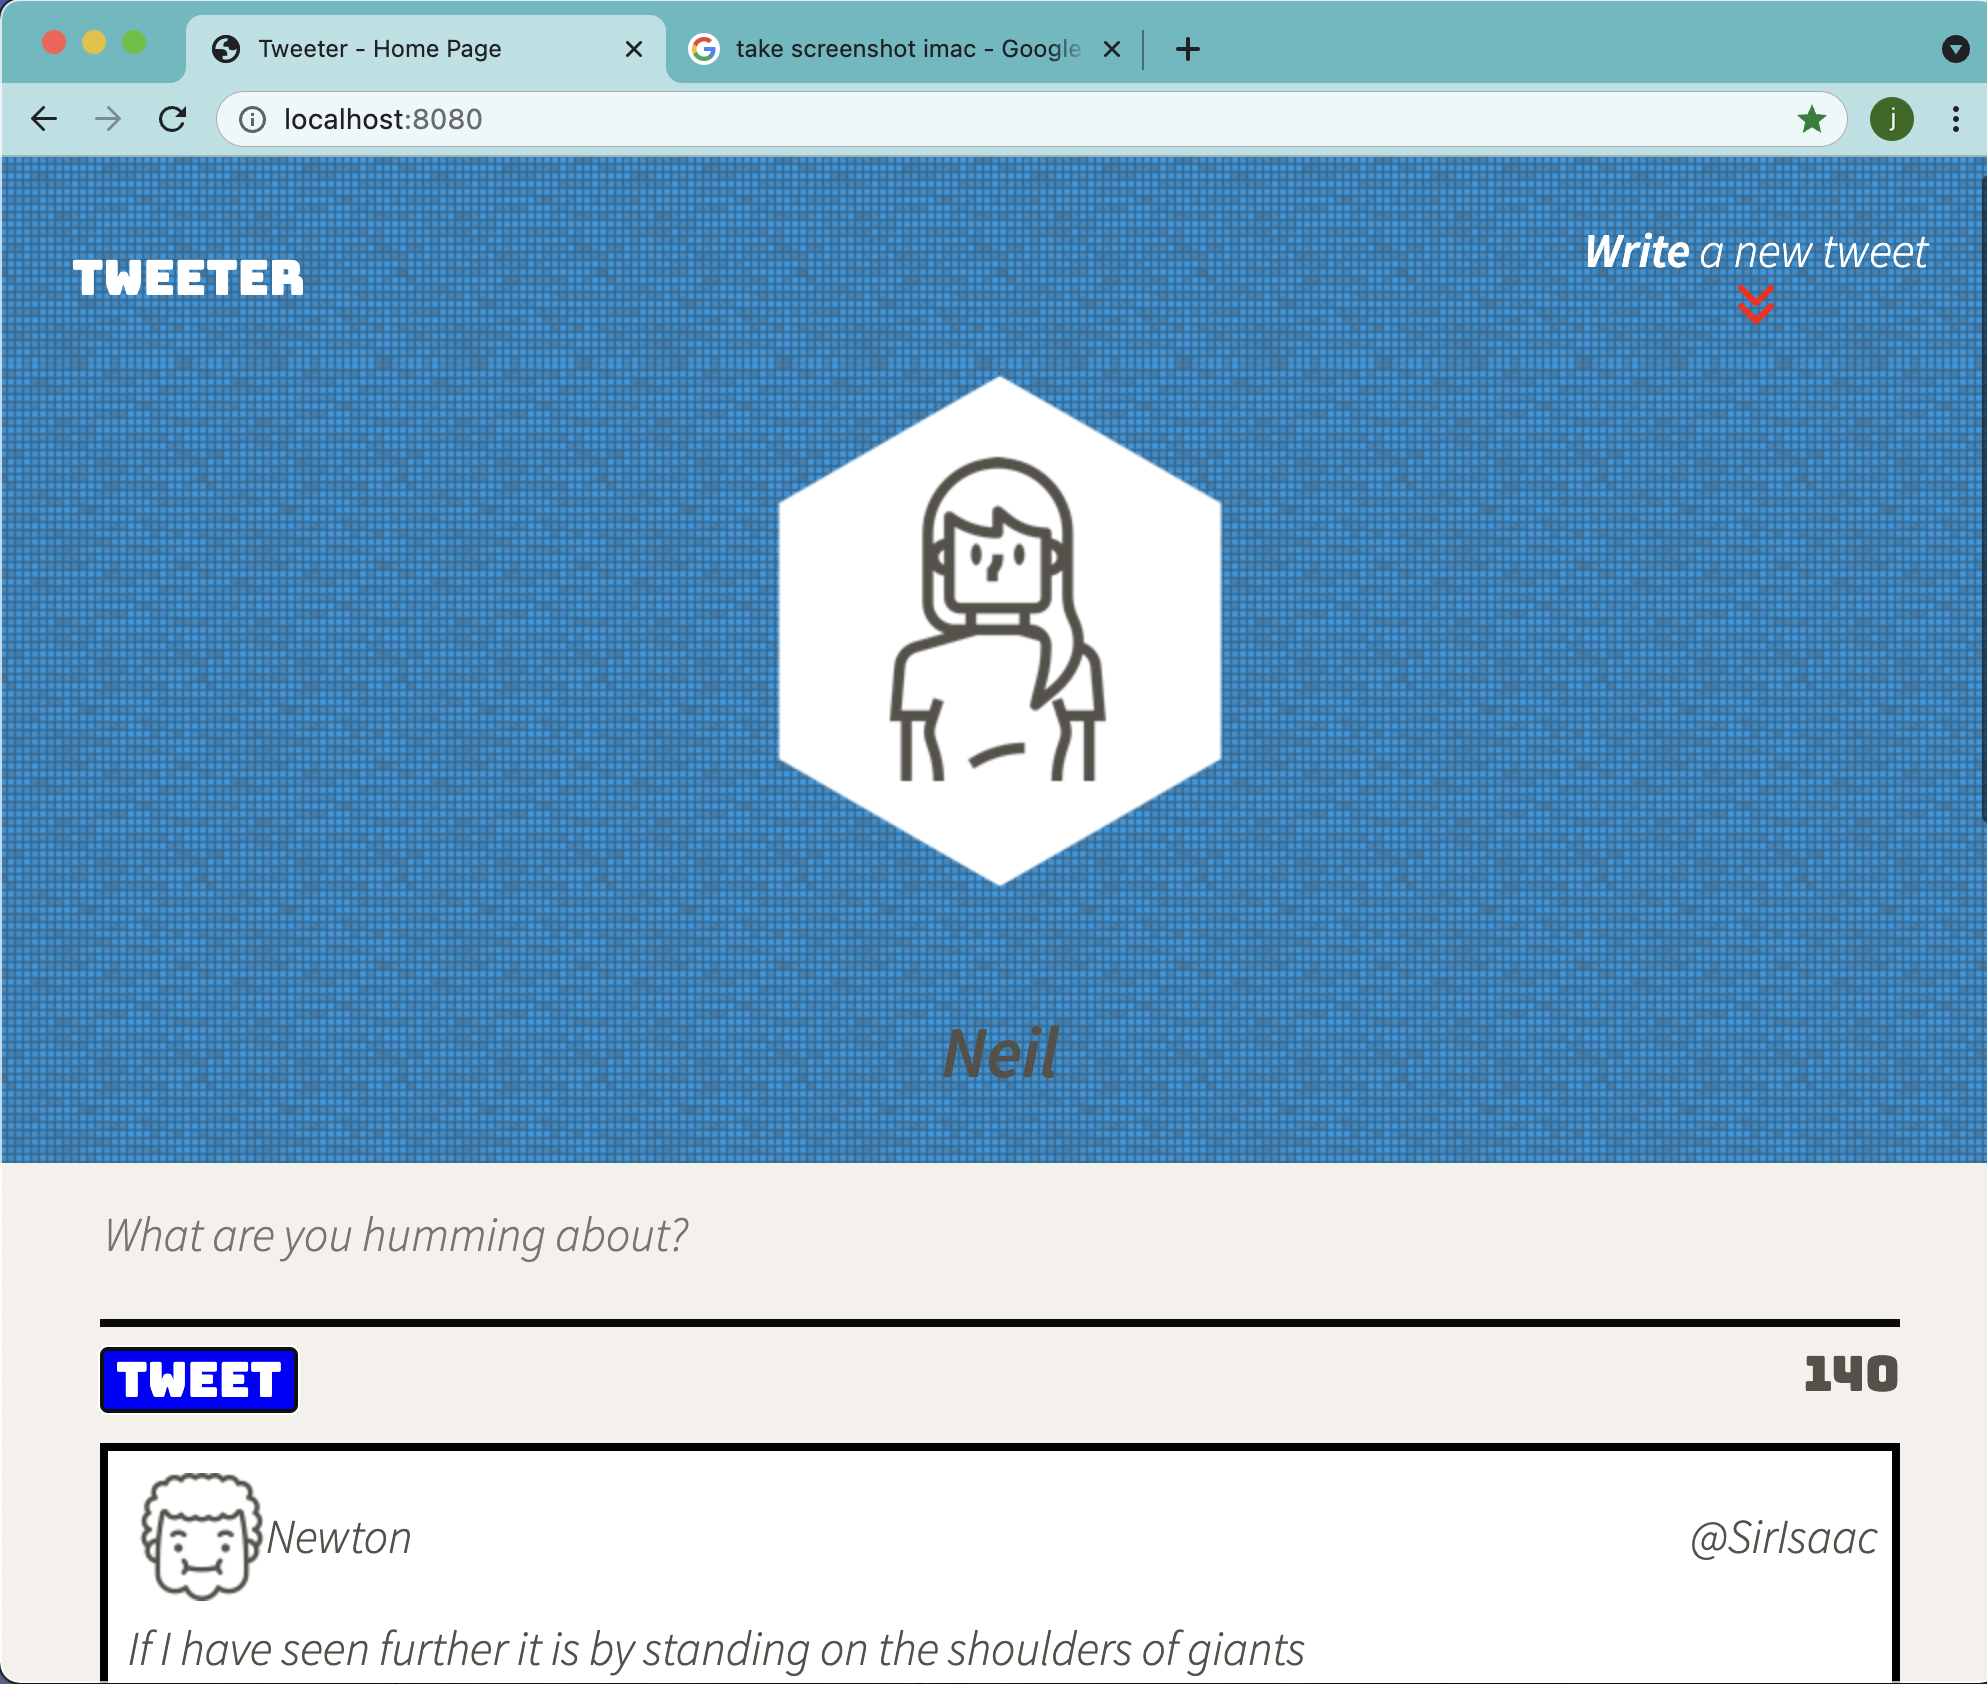 Tweeter - Home Page
take screenshot imac - Google
localhost:8080
j
TWEETER
Write a new tweet
Neil
What are you humming about?
TWEET
140
Newton
@SirIsaac
If I have seen further it is by standing on the shoulders of giants